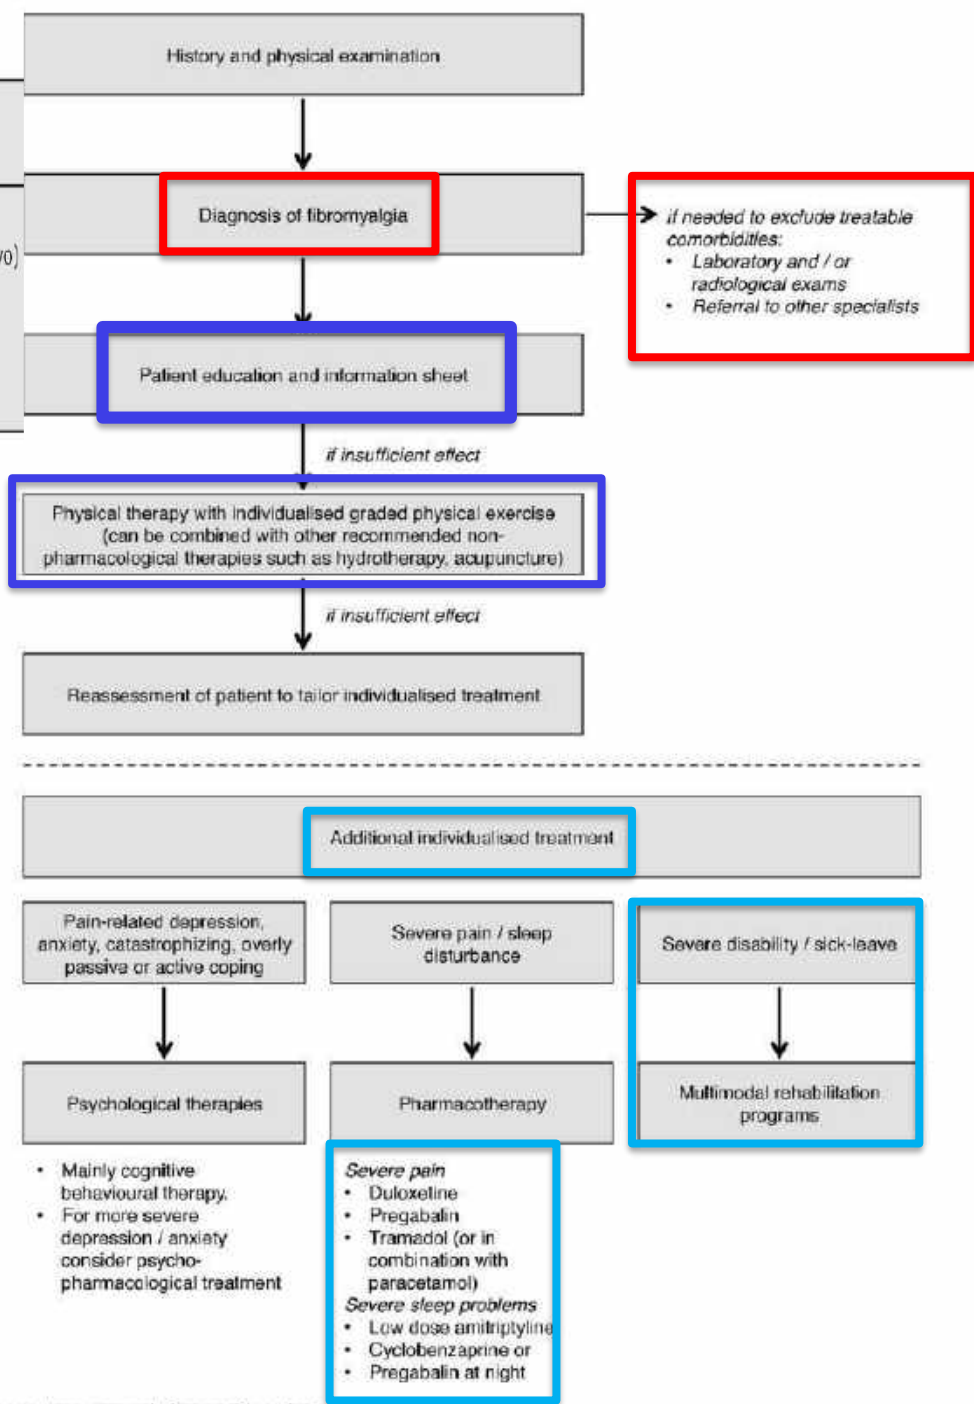 History and physical examination
Diagnosis of fibromyalgia
if needed to exclude treatable
comorbidities:
• Laboratory and / or
radiological exams
• Referral to other specialists
Patient education and information sheet
if insufficient effect
Physical therapy with individualised graded physical exercise
(can be combined with other recommended non-
pharmacological therapies such as hydrotherapy, acupuncture)
if insufficient effect
Reassessment of patient to tailor individualised treatment
Additional individualised treatment
Pain-related depression,
anxiety, catastrophizing, overly
passive or active coping
Severe pain / sleep
disturbance
Severe disability / sick-leave
Psychological therapies
Pharmacotherapy
Multimodal rehabilitation
programs
• Mainly cognitive
behavioural therapy.
• For more severe
depression / anxiety
consider psycho-
pharmacological treatment
Severe pain
• Duloxetine
• Pregabalin
• Tramadol (or in
combination with
paracetamol)
Severe sleep problems
• Low dose amitriptyline
• Cyclobenzaprine or
• Pregabalin at night